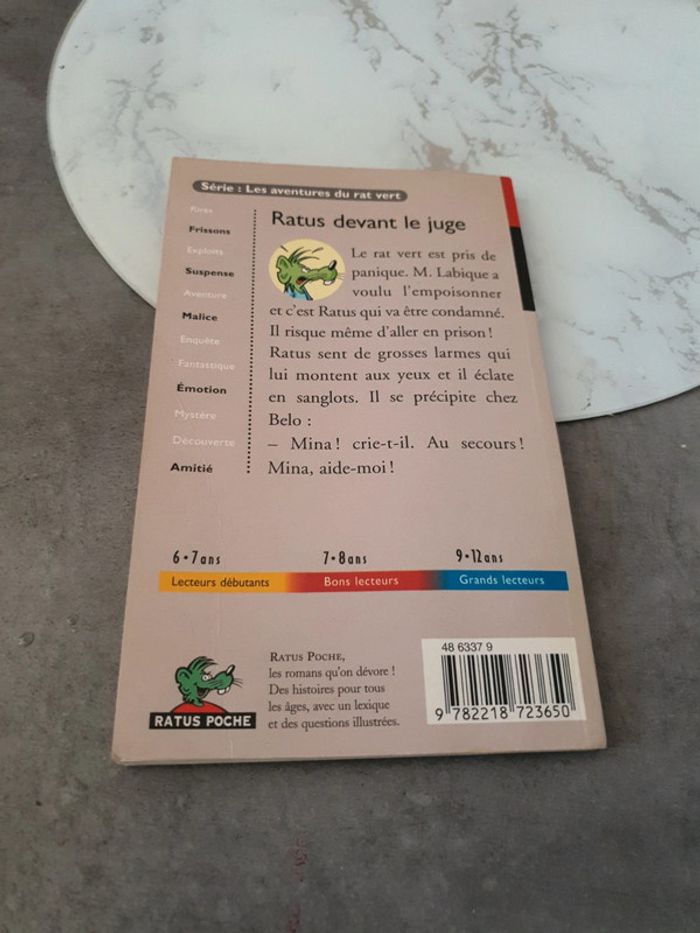 Série : Les aventures du rat vert
Rires
Frissons
Exploits
Suspense
Aventure
Malice
Enquête
Fantastique
Émotion
Mystère
Découverte
Amitié
Ratus devant le juge
Le rat vert est pris de
panique. M. Labique a
voulu l'empoisonner
et c'est Ratus qui va être condamné.
Il risque même d'aller en prison !
Ratus sent de grosses larmes qui
lui montent aux yeux et il éclate
en sanglots. Il se précipite chez
Belo :
– Mina ! crie-t-il. Au secours !
Mina, aide-moi !
6•7 ans
7•8 ans
9•12 ans
Lecteurs débutants
Bons lecteurs
Grands lecteurs
RATUS POCHE
RATUS POCHE,
les romans qu'on dévore !
Des histoires pour tous
les âges, avec un lexique
et des questions illustrées.
48 6337 9
9 782218 723650